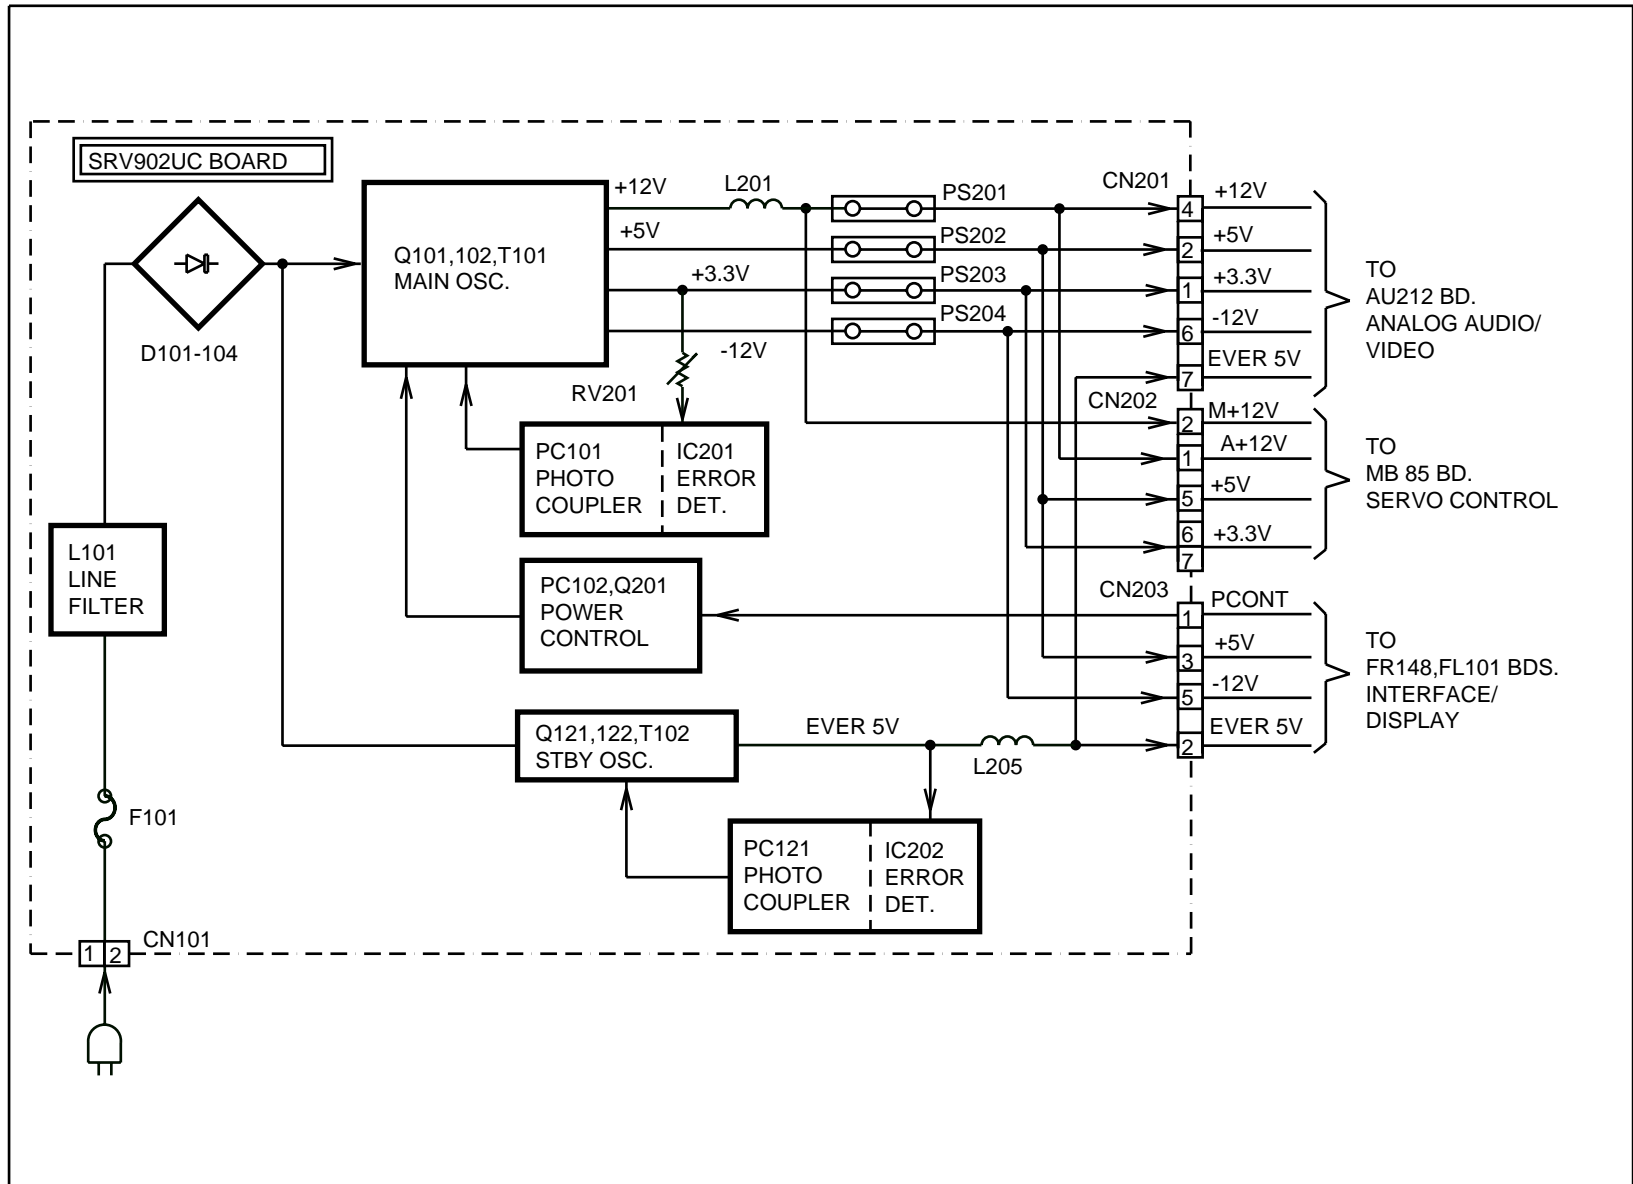 SRV902UC BOARD
D101-104
Q101,102,T101
MAIN OSC.
+12V
L201
+5V
+3.3V
-12V
RV201
PS201
PS202
PS203
PS204
CN201
4
+12V
2
+5V
1
+3.3V
6
-12V
7
EVER 5V
TO
AU212 BD.
ANALOG AUDIO/
VIDEO
CN202
2
M+12V
1
A+12V
5
+5V
6
+3.3V
7
TO
MB 85 BD.
SERVO CONTROL
PC101
PHOTO
COUPLER
IC201
ERROR
DET.
L101
LINE
FILTER
PC102,Q201
POWER
CONTROL
CN203
1
PCONT
3
+5V
5
-12V
2
EVER 5V
TO
FR148,FL101 BDS.
INTERFACE/
DISPLAY
Q121,122,T102
STBY OSC.
EVER 5V
L205
F101
PC121
PHOTO
COUPLER
IC202
ERROR
DET.
CN101
1 2